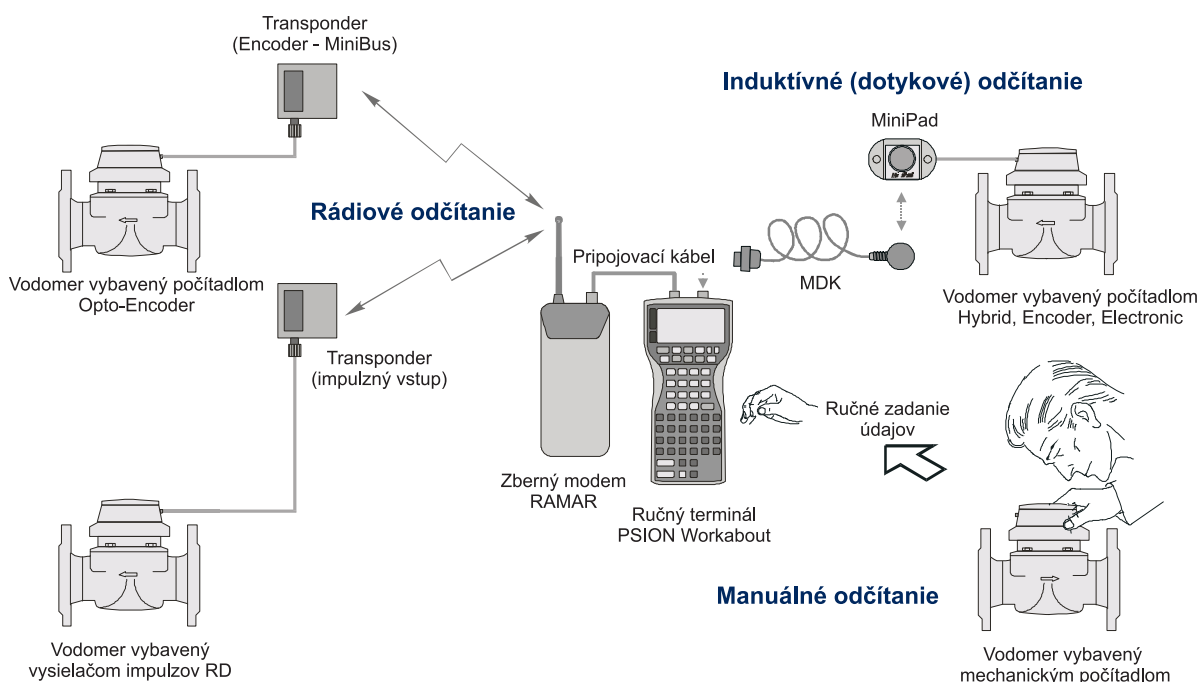 Transponder
(Encoder - MiniBus)
Induktívné (dotykové) odčítanie
MiniPad
Rádiové odčítanie
Vodomer vybavený počítadlom
Opto-Encoder
Pripojovací kábel
MDK
Vodomer vybavený počítadlom
Hybrid, Encoder, Electronic
Transponder
(impulzný vstup)
Ručné zadanie
údajov
Zberný modem
RAMAR
Ručný terminál
PSION Workabout
Manuálné odčítanie
Vodomer vybavený
vysielačom impulzov RD
Vodomer vybavený
mechanickým počítadlom